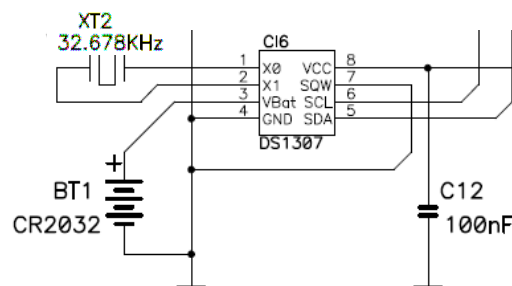 XT2
32.678KHz
CI6
1 X0 VCC 8
2 X1 SQW 7
3 VBat SCL 6
4 GND SDA 5
DS1307
+
BT1
CR2032
C12
100nF